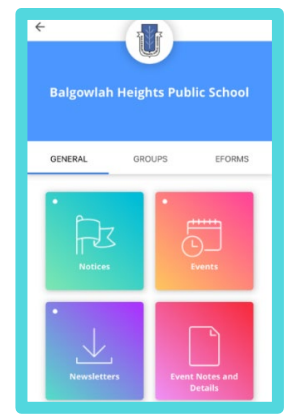 Balgowlah Heights Public School
GENERAL GROUPS EFORMS
Notices Events
Newsletters Event Notes and
Details